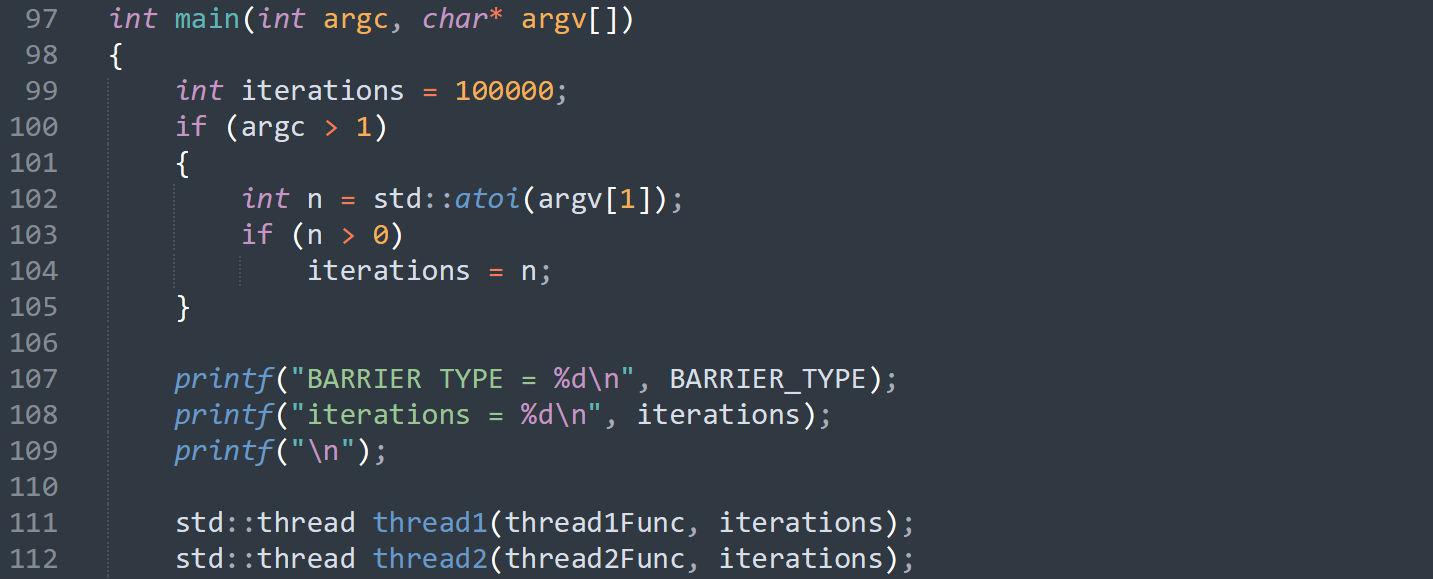 97 int main(int argc, char* argv[])
98 {
99     int iterations = 100000;
100     if (argc > 1)
101     {
102         int n = std::atoi(argv[1]);
103         if (n > 0)
104             iterations = n;
105     }
106
107     printf("BARRIER TYPE = %d\n", BARRIER_TYPE);
108     printf("iterations = %d\n", iterations);
109     printf("\n");
110
111     std::thread thread1(thread1Func, iterations);
112     std::thread thread2(thread2Func, iterations);